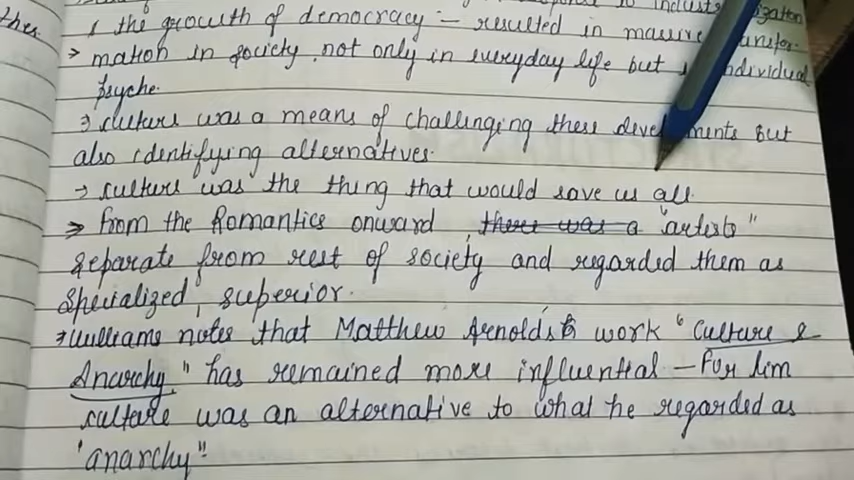 thes
to industrialization
& the growth of democracy — resulted in massive transfor-
> mation in society, not only in everyday life but individual
psyche.
→ culture was a means of challenging these developments but
also identifying alternatives.
→ culture was the thing that would save us all.
→ From the Romantics onward, there was a "artists"
separate from rest of society and regarded them as
specialized, superior.
→ Williams notes that Matthew Arnolds's work "Culture &
Anarchy" has remained more influential — For him
culture was an alternative to what he regarded as
"anarchy"